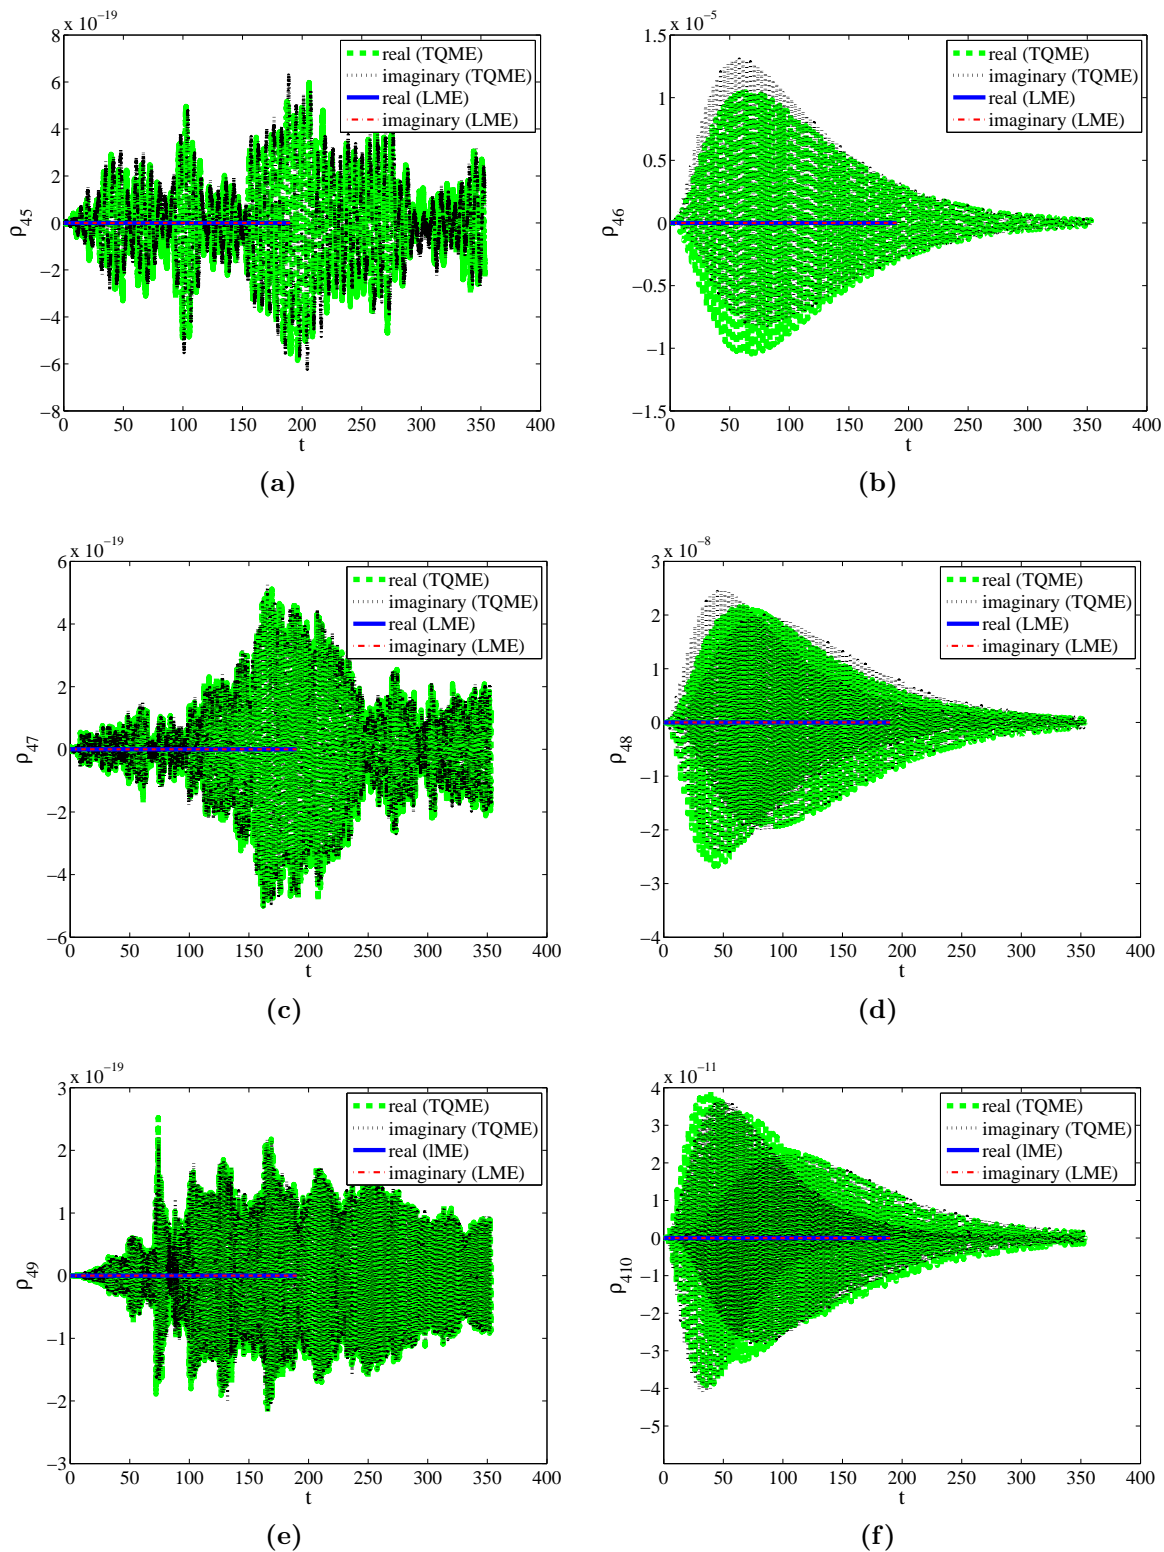 x 10⁻¹⁹
8
6
4
2
0
−2
−4
−6
−8
ρ₄₅
real (TQME)
imaginary (TQME)
real (LME)
imaginary (LME)
0 50 100 150 200 250 300 350 400
t
(a)
x 10⁻⁵
1.5
1
0.5
0
−0.5
−1
−1.5
ρ₄₆
real (TQME)
imaginary (TQME)
real (LME)
imaginary (LME)
0 50 100 150 200 250 300 350 400
t
(b)
x 10⁻¹⁹
6
4
2
0
−2
−4
−6
ρ₄₇
real (TQME)
imaginary (TQME)
real (LME)
imaginary (LME)
0 50 100 150 200 250 300 350 400
t
(c)
x 10⁻⁸
3
2
1
0
−1
−2
−3
−4
ρ₄₈
real (TQME)
imaginary (TQME)
real (LME)
imaginary (LME)
0 50 100 150 200 250 300 350 400
t
(d)
x 10⁻¹⁹
3
2
1
0
−1
−2
−3
ρ₄₉
real (TQME)
imaginary (TQME)
real (lME)
imaginary (LME)
0 50 100 150 200 250 300 350 400
t
(e)
x 10⁻¹¹
4
3
2
1
0
−1
−2
−3
−4
−5
ρ₄₁₀
real (TQME)
imaginary (TQME)
real (lME)
imaginary (LME)
0 50 100 150 200 250 300 350 400
t
(f)